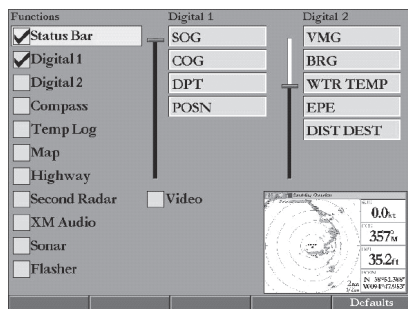 Functions
Status Bar
Digital 1
Digital 2
Compass
Temp Log
Map
Highway
Second Radar
XM Audio
Sonar
Flasher
Video
Digital 1
SOG
COG
DPT
POSN
Digital 2
VMG
BRG
WTR TEMP
EPE
DIST DEST
0.0
357°M
35.2ft
Defaults